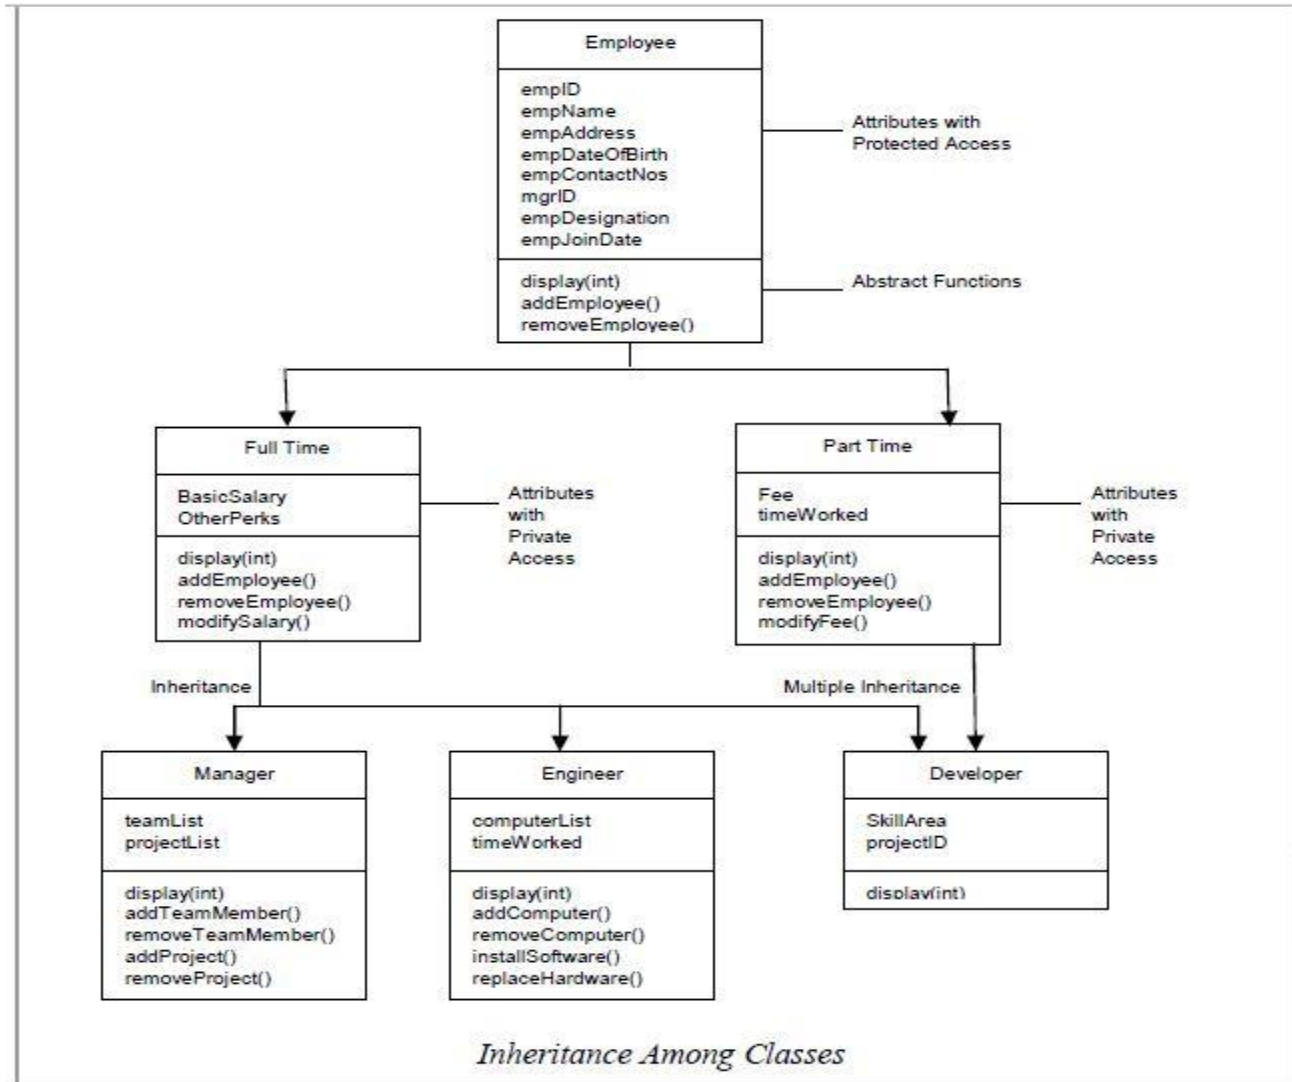 Employee
empID
empName
empAddress
empDateOfBirth
empContactNos
mgrID
empDesignation
empJoinDate
Attributes with
Protected Access
display(int)
addEmployee()
removeEmployee()
Abstract Functions
Full Time
BasicSalary
OtherPerks
display(int)
addEmployee()
removeEmployee()
modifySalary()
Attributes
with
Private
Access
Part Time
Fee
timeWorked
display(int)
addEmployee()
removeEmployee()
modifyFee()
Attributes
with
Private
Access
Inheritance
Multiple Inheritance
Manager
teamList
projectList
display(int)
addTeamMember()
removeTeamMember()
addProject()
removeProject()
Engineer
computerList
timeWorked
display(int)
addComputer()
removeComputer()
installSoftware()
replaceHardware()
Developer
SkillArea
projectID
display(int)
Inheritance Among Classes